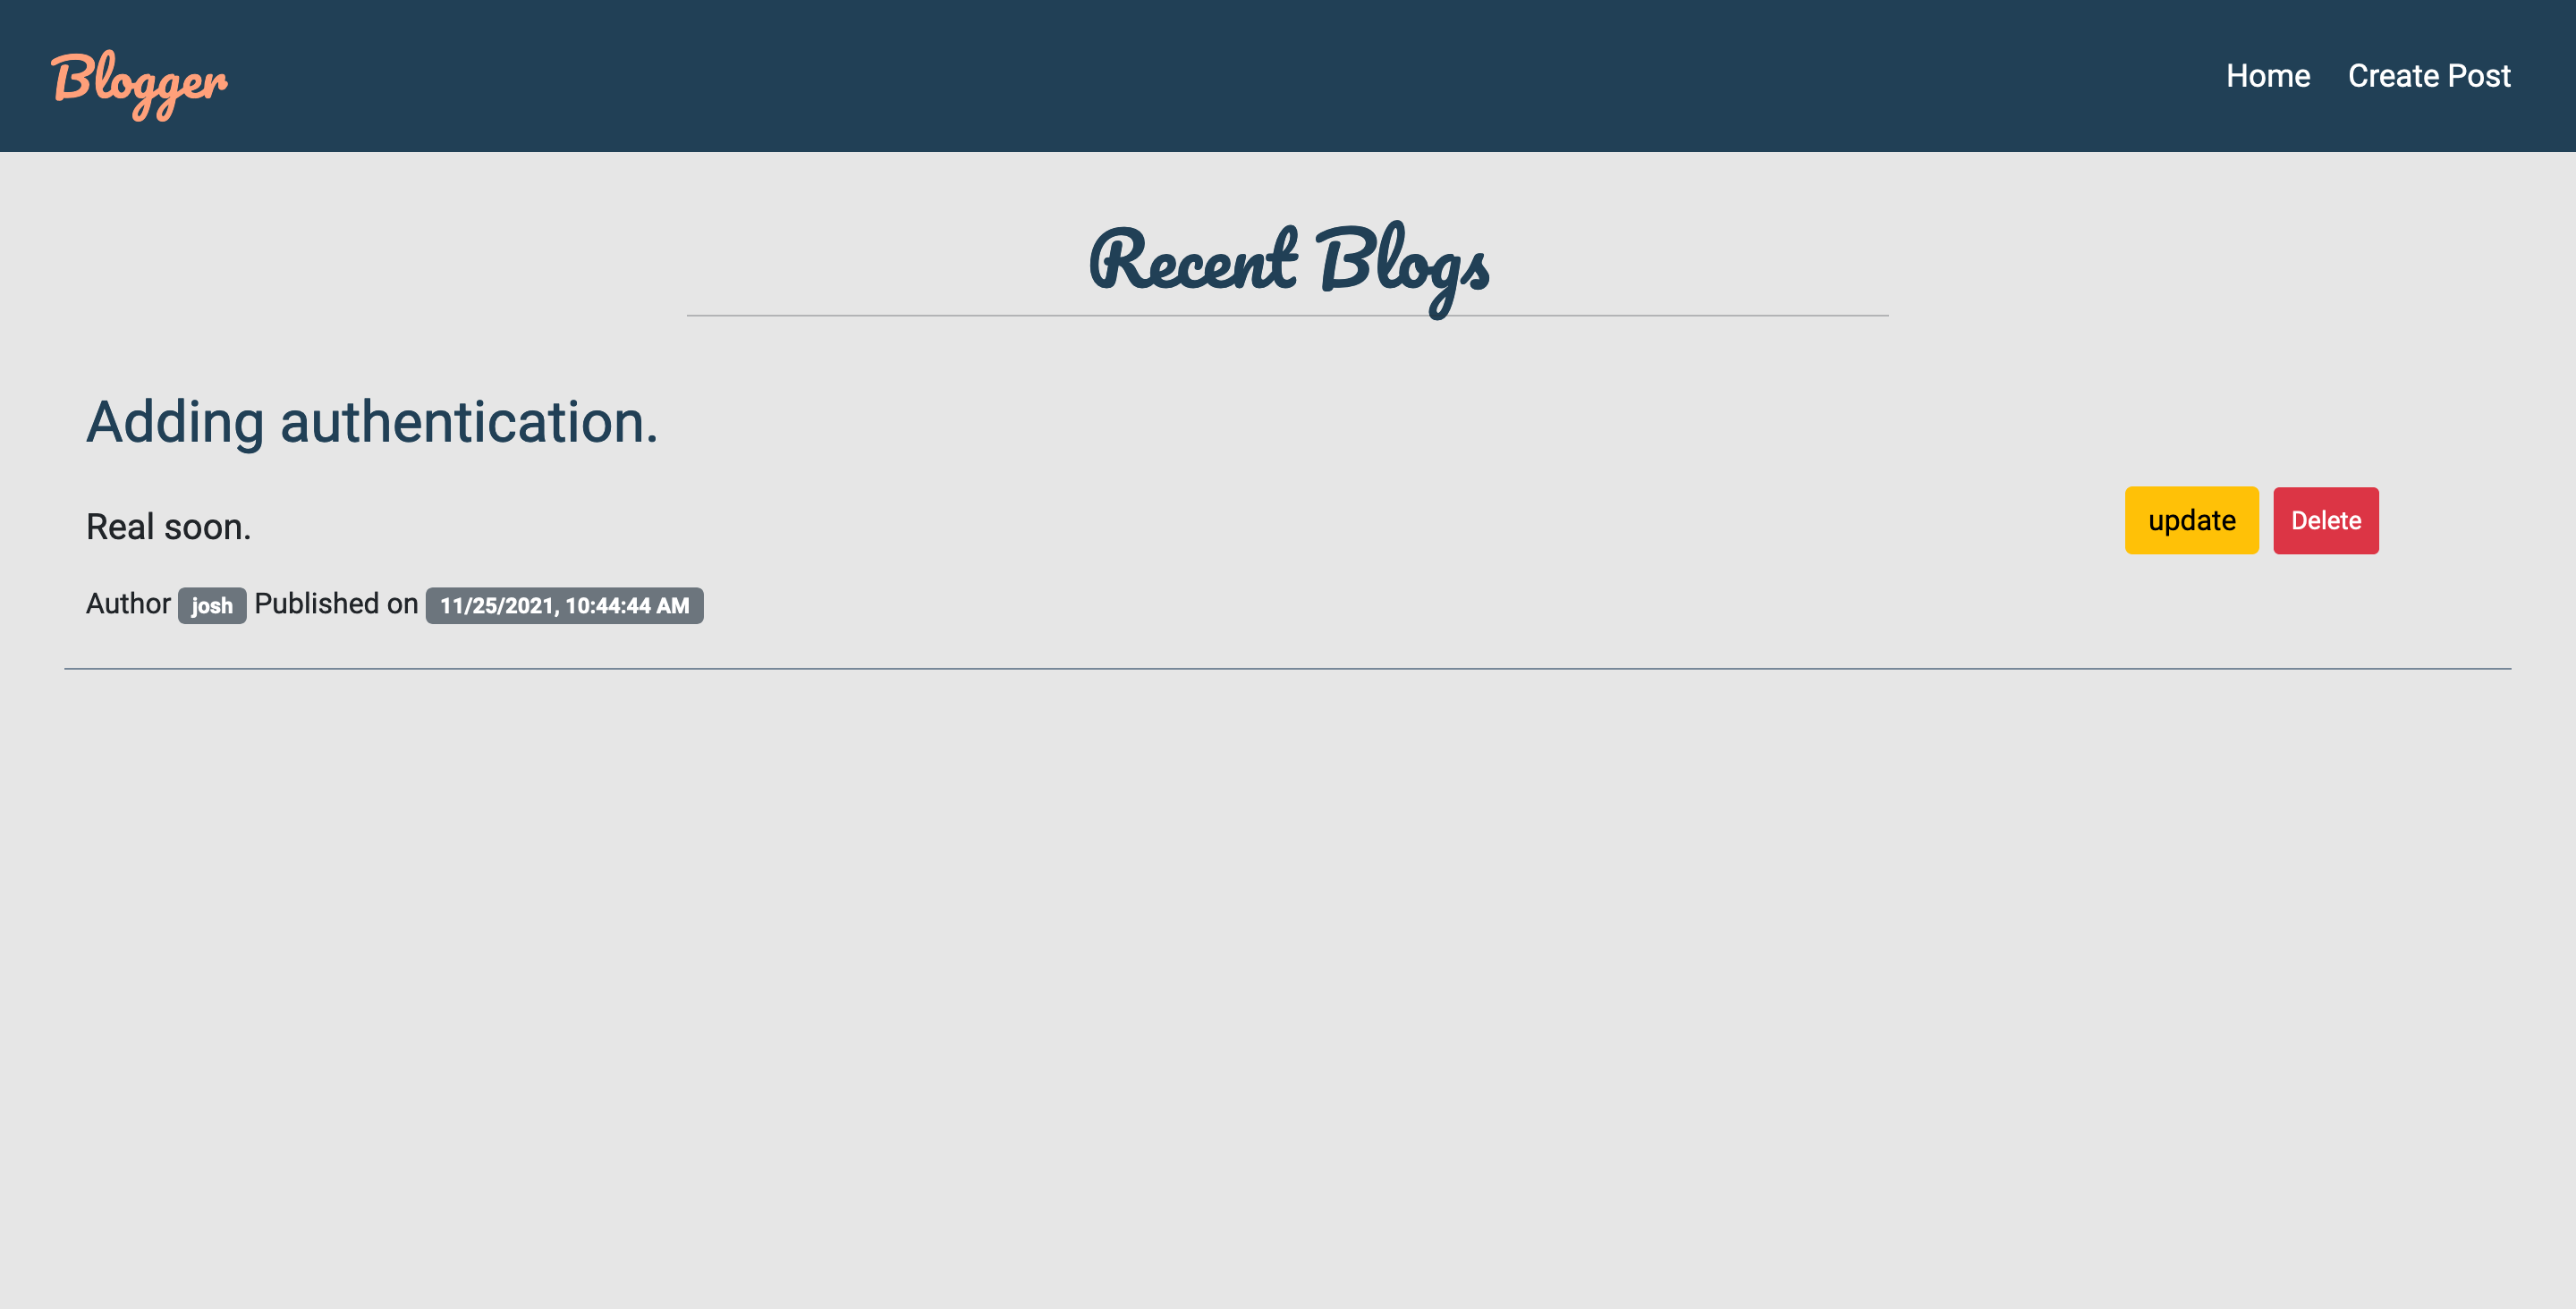 Blogger
Home Create Post
Recent Blogs
Adding authentication.
Real soon.
update Delete
Author josh Published on 11/25/2021, 10:44:44 AM